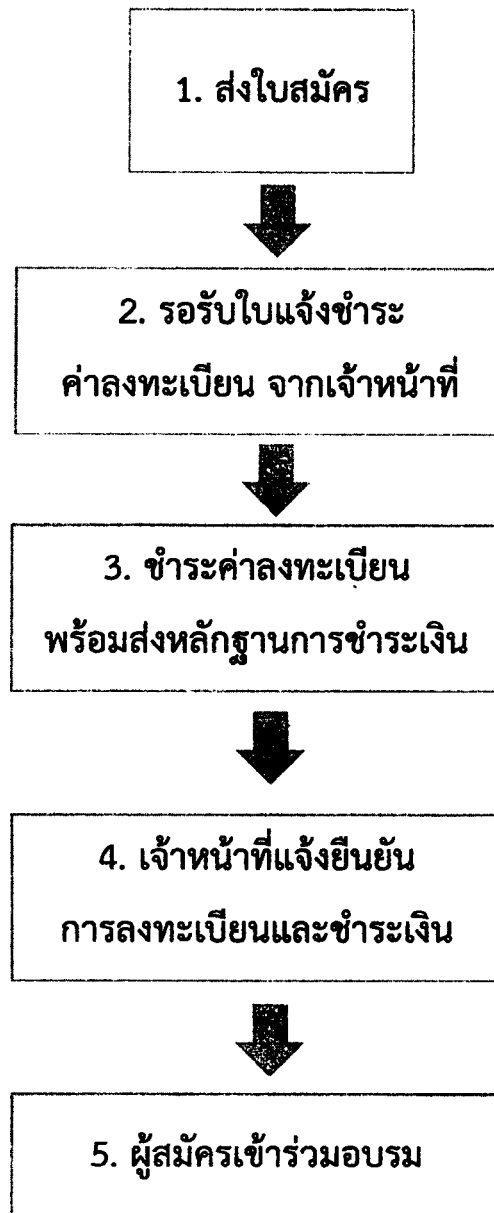 1. ส่งใบสมัคร
2. รอรับใบแจ้งชำระ
ค่าลงทะเบียน จากเจ้าหน้าที่
3. ชำระค่าลงทะเบียน
พร้อมส่งหลักฐานการชำระเงิน
4. เจ้าหน้าที่แจ้งยืนยัน
การลงทะเบียนและชำระเงิน
5. ผู้สมัครเข้าร่วมอบรม